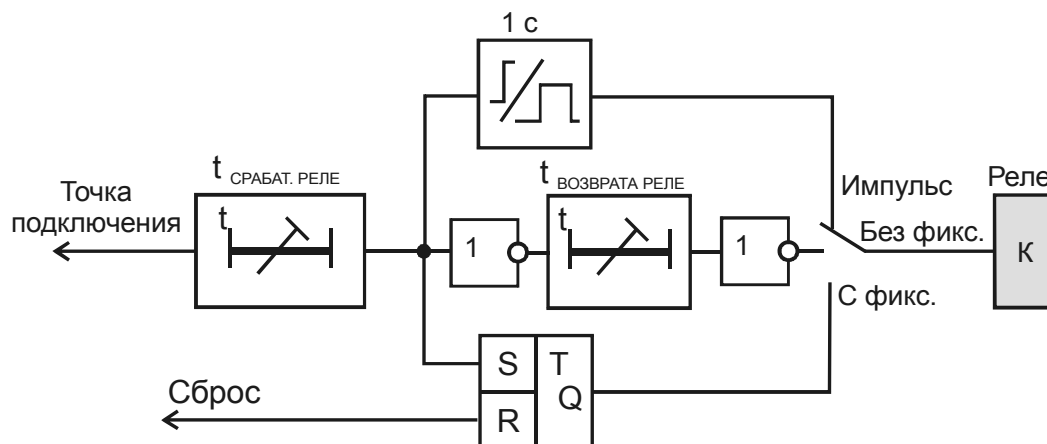 1 с
t СРАБАТ. РЕЛЕ
t ВОЗВРАТА РЕЛЕ
Точка
подключения
t
1
t
1
Импульс
Реле
Без фикс.
К
С фикс.
S
T
Q
R
Сброс